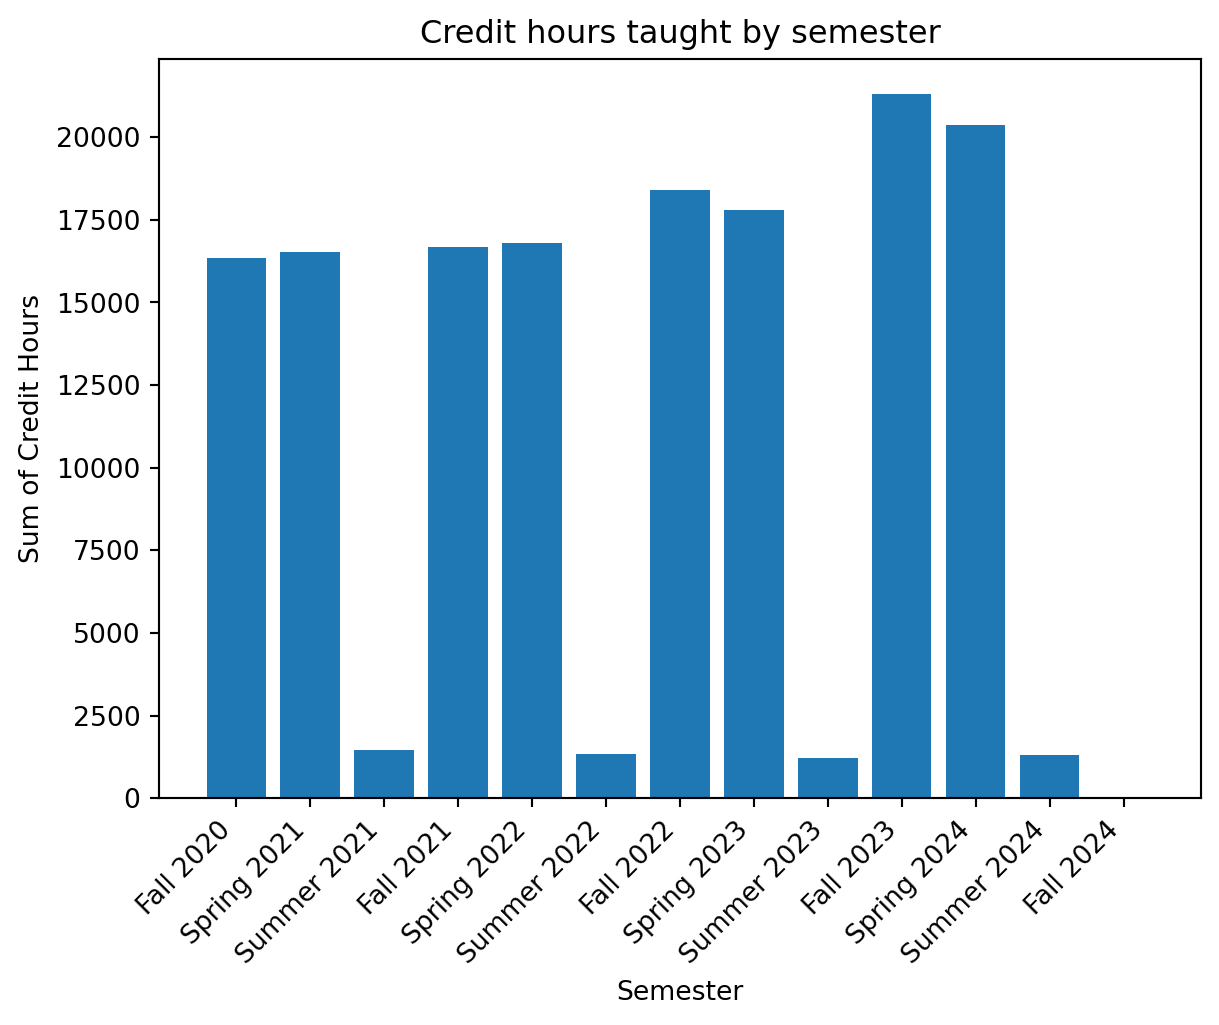 Credit hours taught by semester
Sum of Credit Hours
20000
17500
15000
12500
10000
7500
5000
2500
0
Fall 2020
Spring 2021
Summer 2021
Fall 2021
Spring 2022
Summer 2022
Fall 2022
Spring 2023
Summer 2023
Fall 2023
Spring 2024
Summer 2024
Fall 2024
Semester